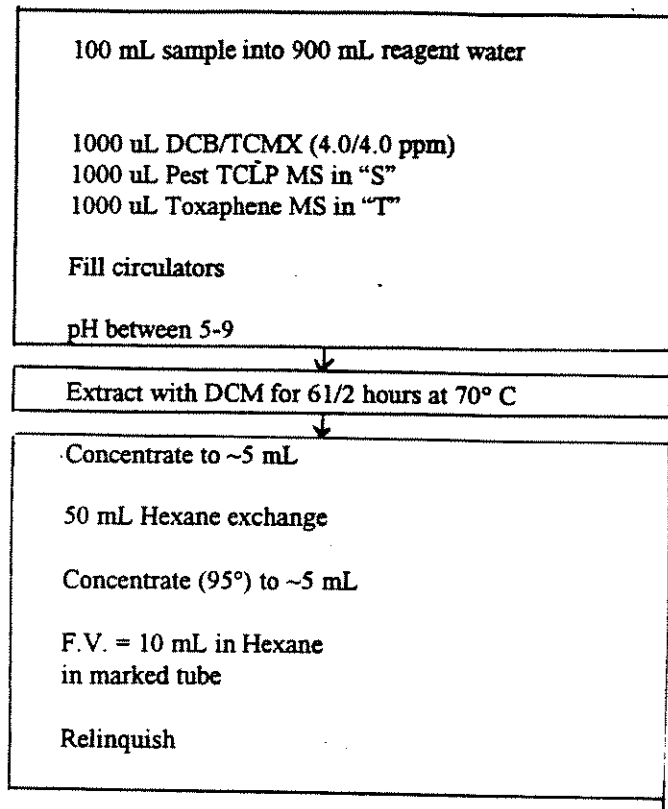 100 mL sample into 900 mL reagent water
1000 uL DCB/TCMX (4.0/4.0 ppm)
1000 uL Pest TCLP MS in “S”
1000 uL Toxaphene MS in “T”
Fill circulators
pH between 5-9
Extract with DCM for 61/2 hours at 70° C
Concentrate to ~5 mL
50 mL Hexane exchange
Concentrate (95°) to ~5 mL
F.V. = 10 mL in Hexane
in marked tube
Relinquish